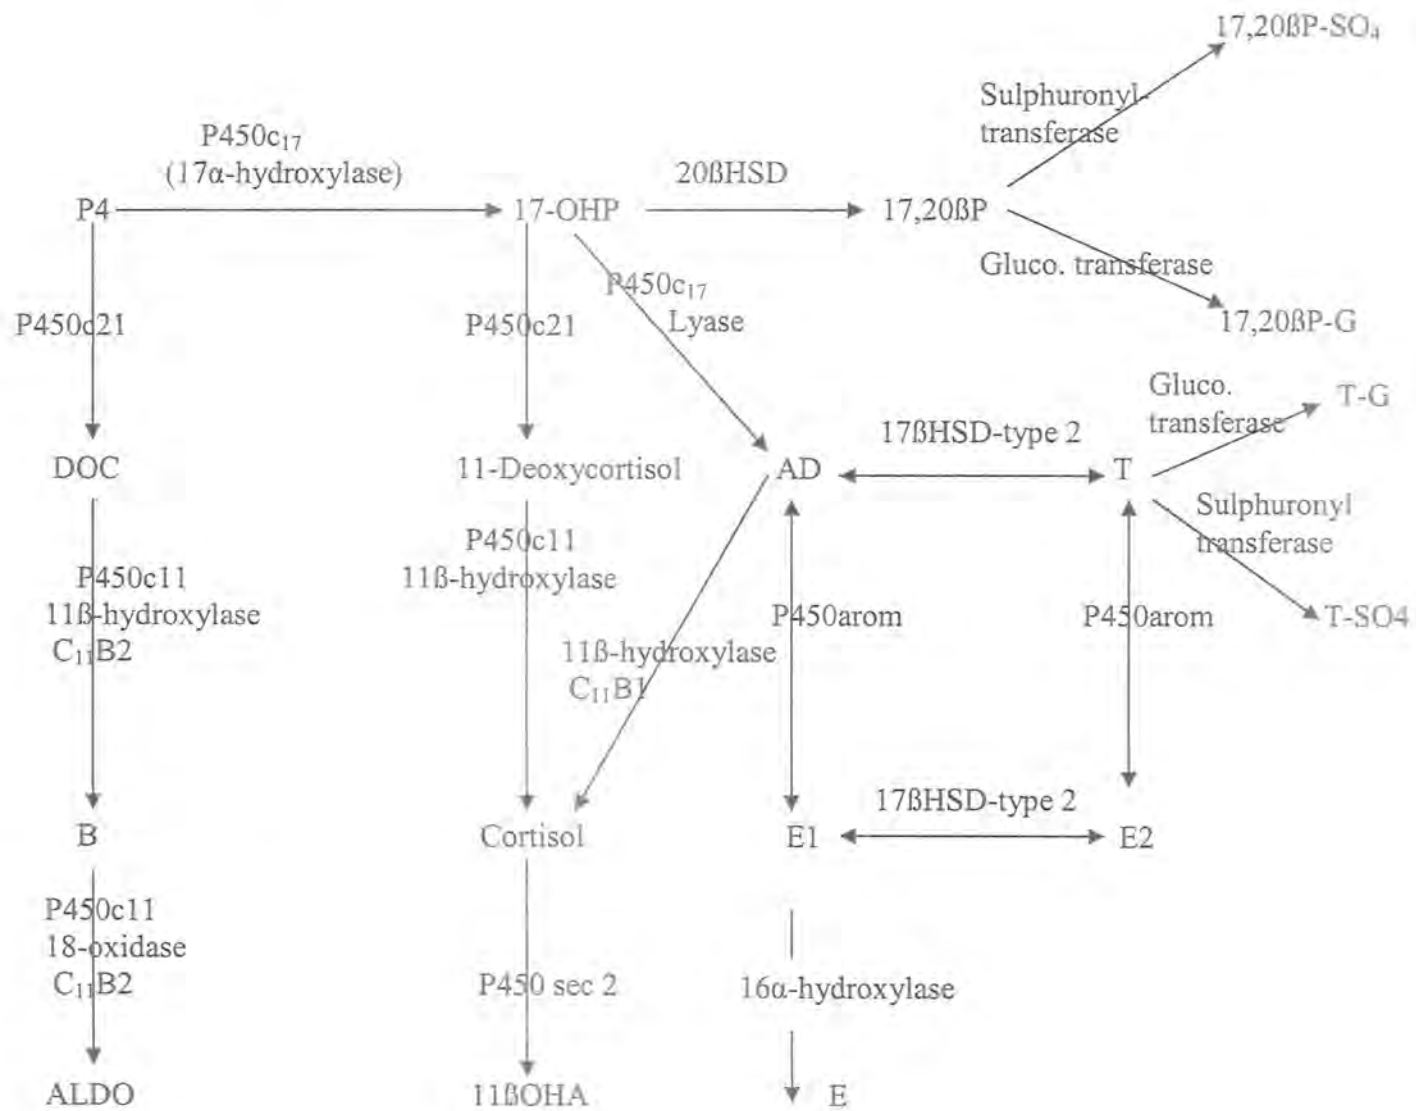 17,20ßP-SO₄
Sulphuronyl-
transferase
P450c₁₇
(17α-hydroxylase)
20ßHSD
P4
17-OHP
17,20ßP
Gluco. transferase
P450c₁₇
Lyase
17,20ßP-G
P450c21
P450c21
Gluco.
transferase
T-G
17ßHSD-type 2
DOC
11-Deoxycortisol
AD
T
Sulphuronyl
transferase
P450c11
11ß-hydroxylase
P450c11
11ß-hydroxylase
C₁₁B2
P450arom
P450arom
T-SO4
11ß-hydroxylase
C₁₁B1
17ßHSD-type 2
B
Cortisol
E1
E2
P450c11
18-oxidase
C₁₁B2
P450 sec 2
16α-hydroxylase
ALDO
11ßOHA
E